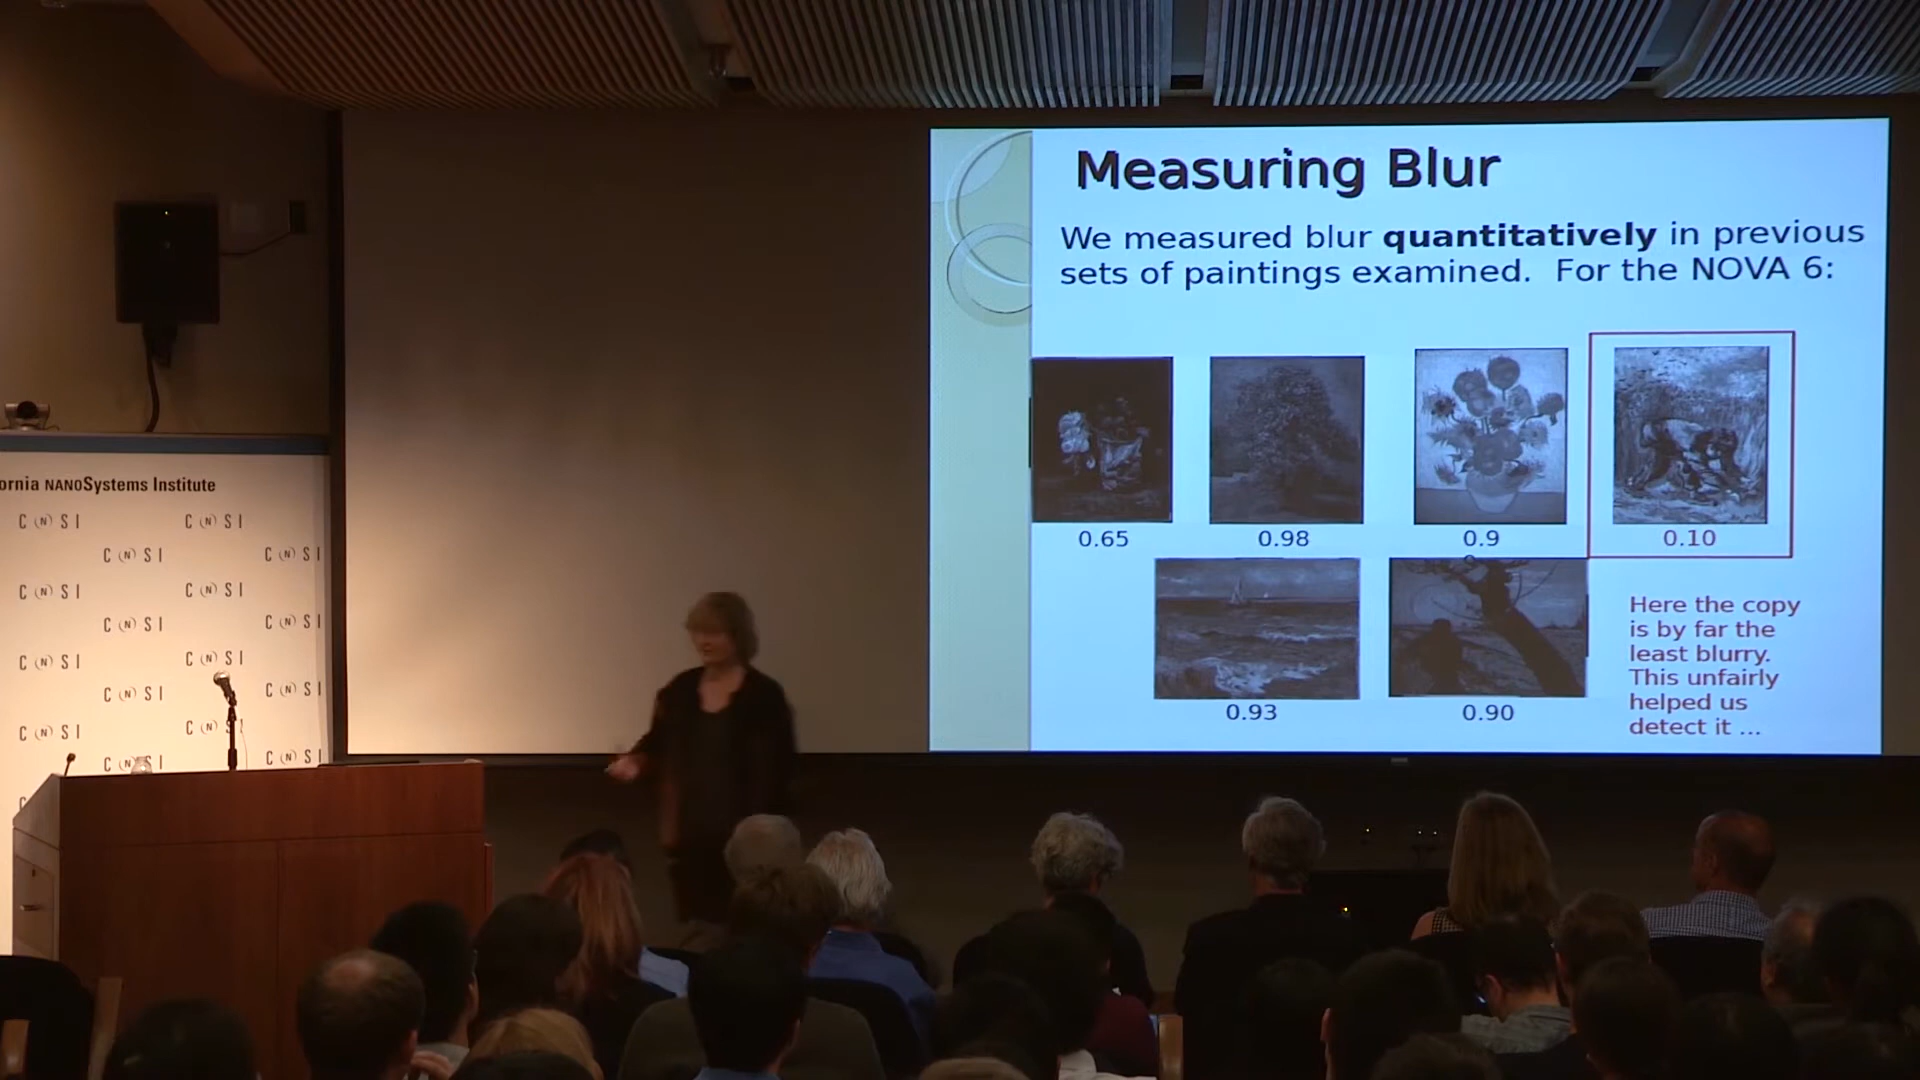 Measuring Blur
We measured blur quantitatively in previous
sets of paintings examined. For the NOVA 6:
0.65 0.98 0.9 0.10
0.93 0.90
Here the copy
is by far the
least blurry.
This unfairly
helped us
detect it ...
ornia NANOSystems Institute
C (N) S I C (N) S I
C (N) S I C (N) S I
C (N) S I C (N) S I
C (N) S I C (N) S I
C (N) S I C (N) S I
C (N) S I C (N) S I
C (N) S I C (N) S I
C (N) S I C (N) S I